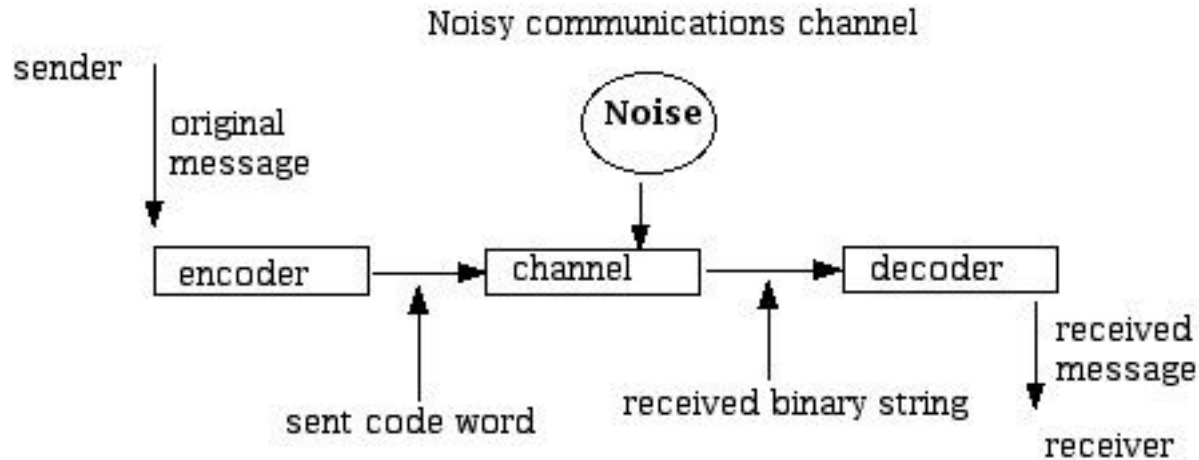 Noisy communications channel
sender
original
message
Noise
encoder
channel
decoder
sent code word
received binary string
received
message
receiver